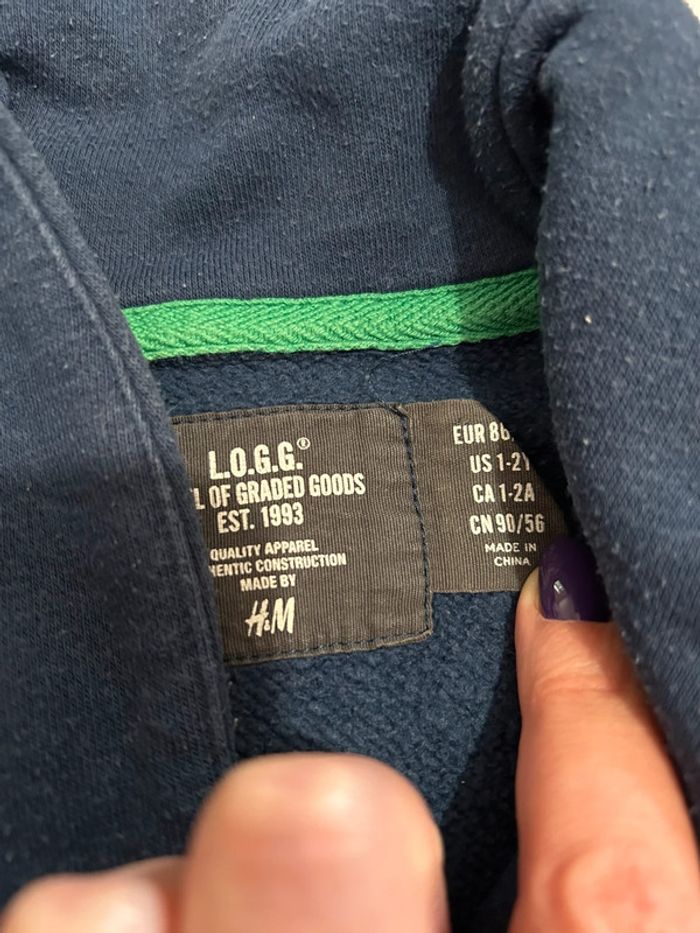 L.O.G.G.®
L OF GRADED GOODS
EST. 1993
QUALITY APPAREL
HENTIC CONSTRUCTION
MADE BY
H&M
EUR 86
US 1-2Y
CA 1-2A
CN 90/56
MADE IN
CHINA